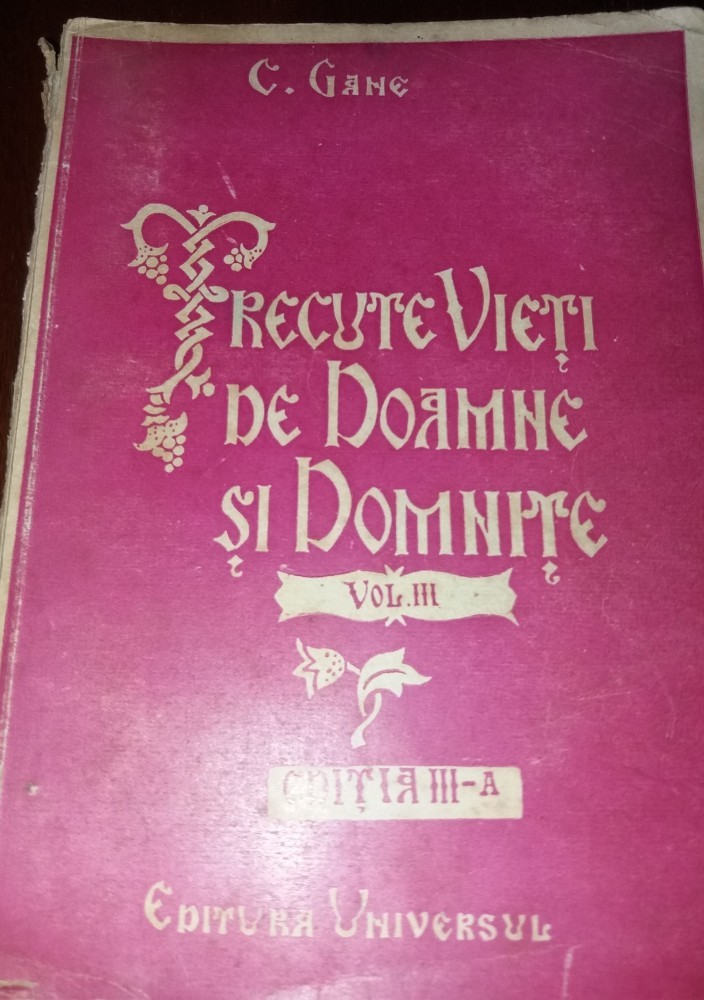 C. Gane
Trecute Vieți
de Doamne
și Domnițe
Vol. III
Ediția III-a
Editura Universul